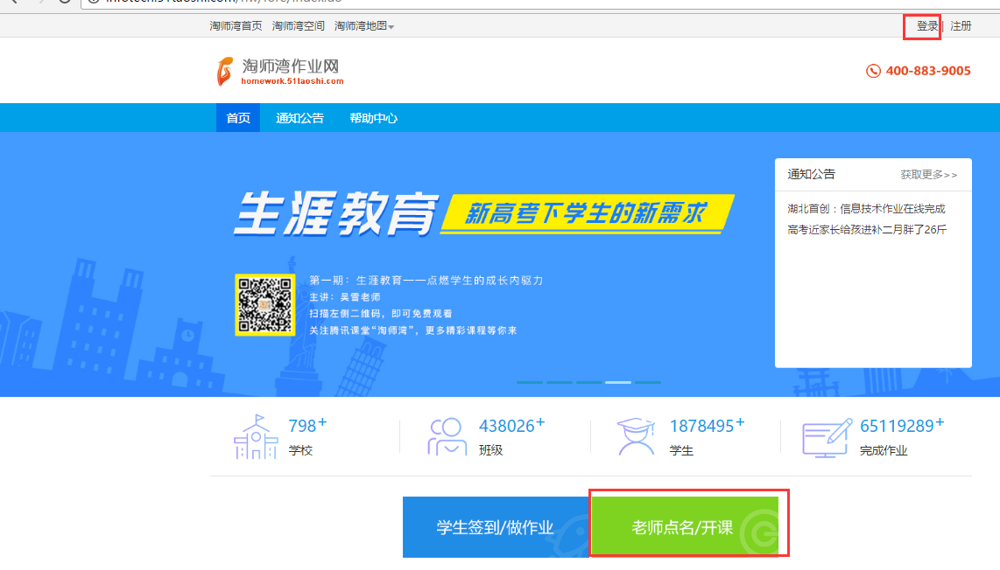 淘师湾首页 淘师湾空间 淘师湾地图
登录 | 注册
淘师湾作业网
homework.51taoshi.com
400-883-9005
首页 通知公告 帮助中心
生涯教育 新高考下学生的新需求
第一期：生涯教育——点燃学生的成长内驱力
主讲：吴雪老师
扫描左侧二维码，即可免费观看
关注腾讯课堂“淘师湾”，更多精彩课程等你来
通知公告 获取更多>>
湖北首创：信息技术作业在线完成
高考近家长给孩进补二月胖了26斤
798+
学校
438026+
班级
1878495+
学生
65119289+
完成作业
学生签到/做作业
老师点名/开课